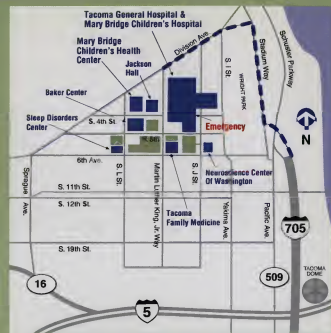 Tacoma General Hospital &
Mary Bridge Children's Hospital
Mary Bridge
Children's Health
Center
Jackson
Hall
Baker Center
Sleep Disorders
Center
Division Ave.
Stadium Way
Schuster Parkway
S. I St.
WRIGHT PARK
S. 4th St.
Emergency
N
6th Ave.
S. L St.
Martin Luther King, Jr. Way
S. J St.
Neuroscience Center
Of Washington
Tacoma
Family Medicine
Sprague
Ave.
S. 11th St.
S. 12th St.
S. 19th St.
Yakima Ave.
Pacific Ave.
705
509
16
5
TACOMA
DOME